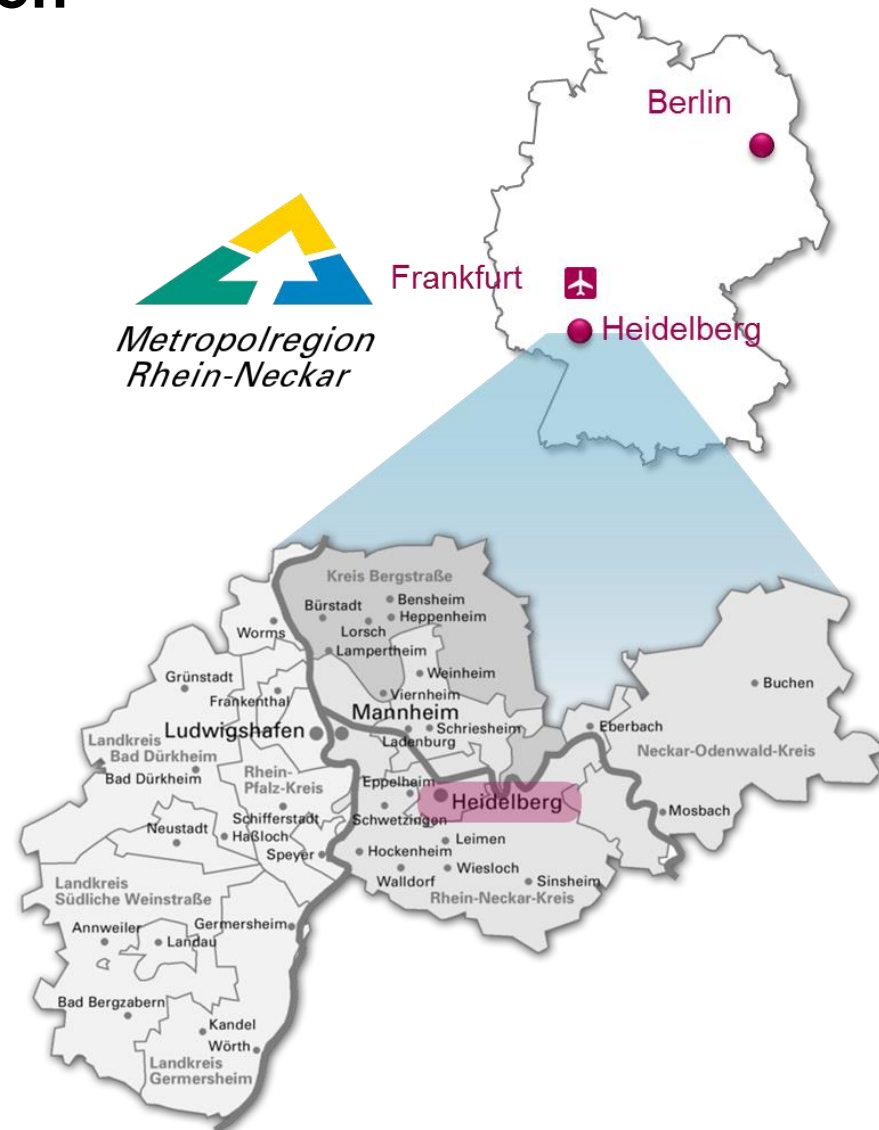 Berlin
Frankfurt
Heidelberg
Metropolregion
Rhein-Neckar
Kreis Bergstraße
Bensheim
Bürstadt
Heppenheim
Worms
Lorsch
Lampertheim
Grünstadt
Weinheim
Buchen
Frankenthal
Viernheim
Mannheim
Ludwigshafen
Schriesheim
Eberbach
Ladenburg
Landkreis
Bad Dürkheim
Neckar-Odenwald-Kreis
Bad Dürkheim
Rhein-
Pfalz-Kreis
Eppelheim
Heidelberg
Mosbach
Schifferstadt
Schwetzingen
Neustadt
Haßloch
Leimen
Speyer
Hockenheim
Wiesloch
Walldorf
Sinsheim
Landkreis
Südliche Weinstraße
Rhein-Neckar-Kreis
Annweiler
Germersheim
Landau
Bad Bergzabern
Kandel
Wörth
Landkreis
Germersheim